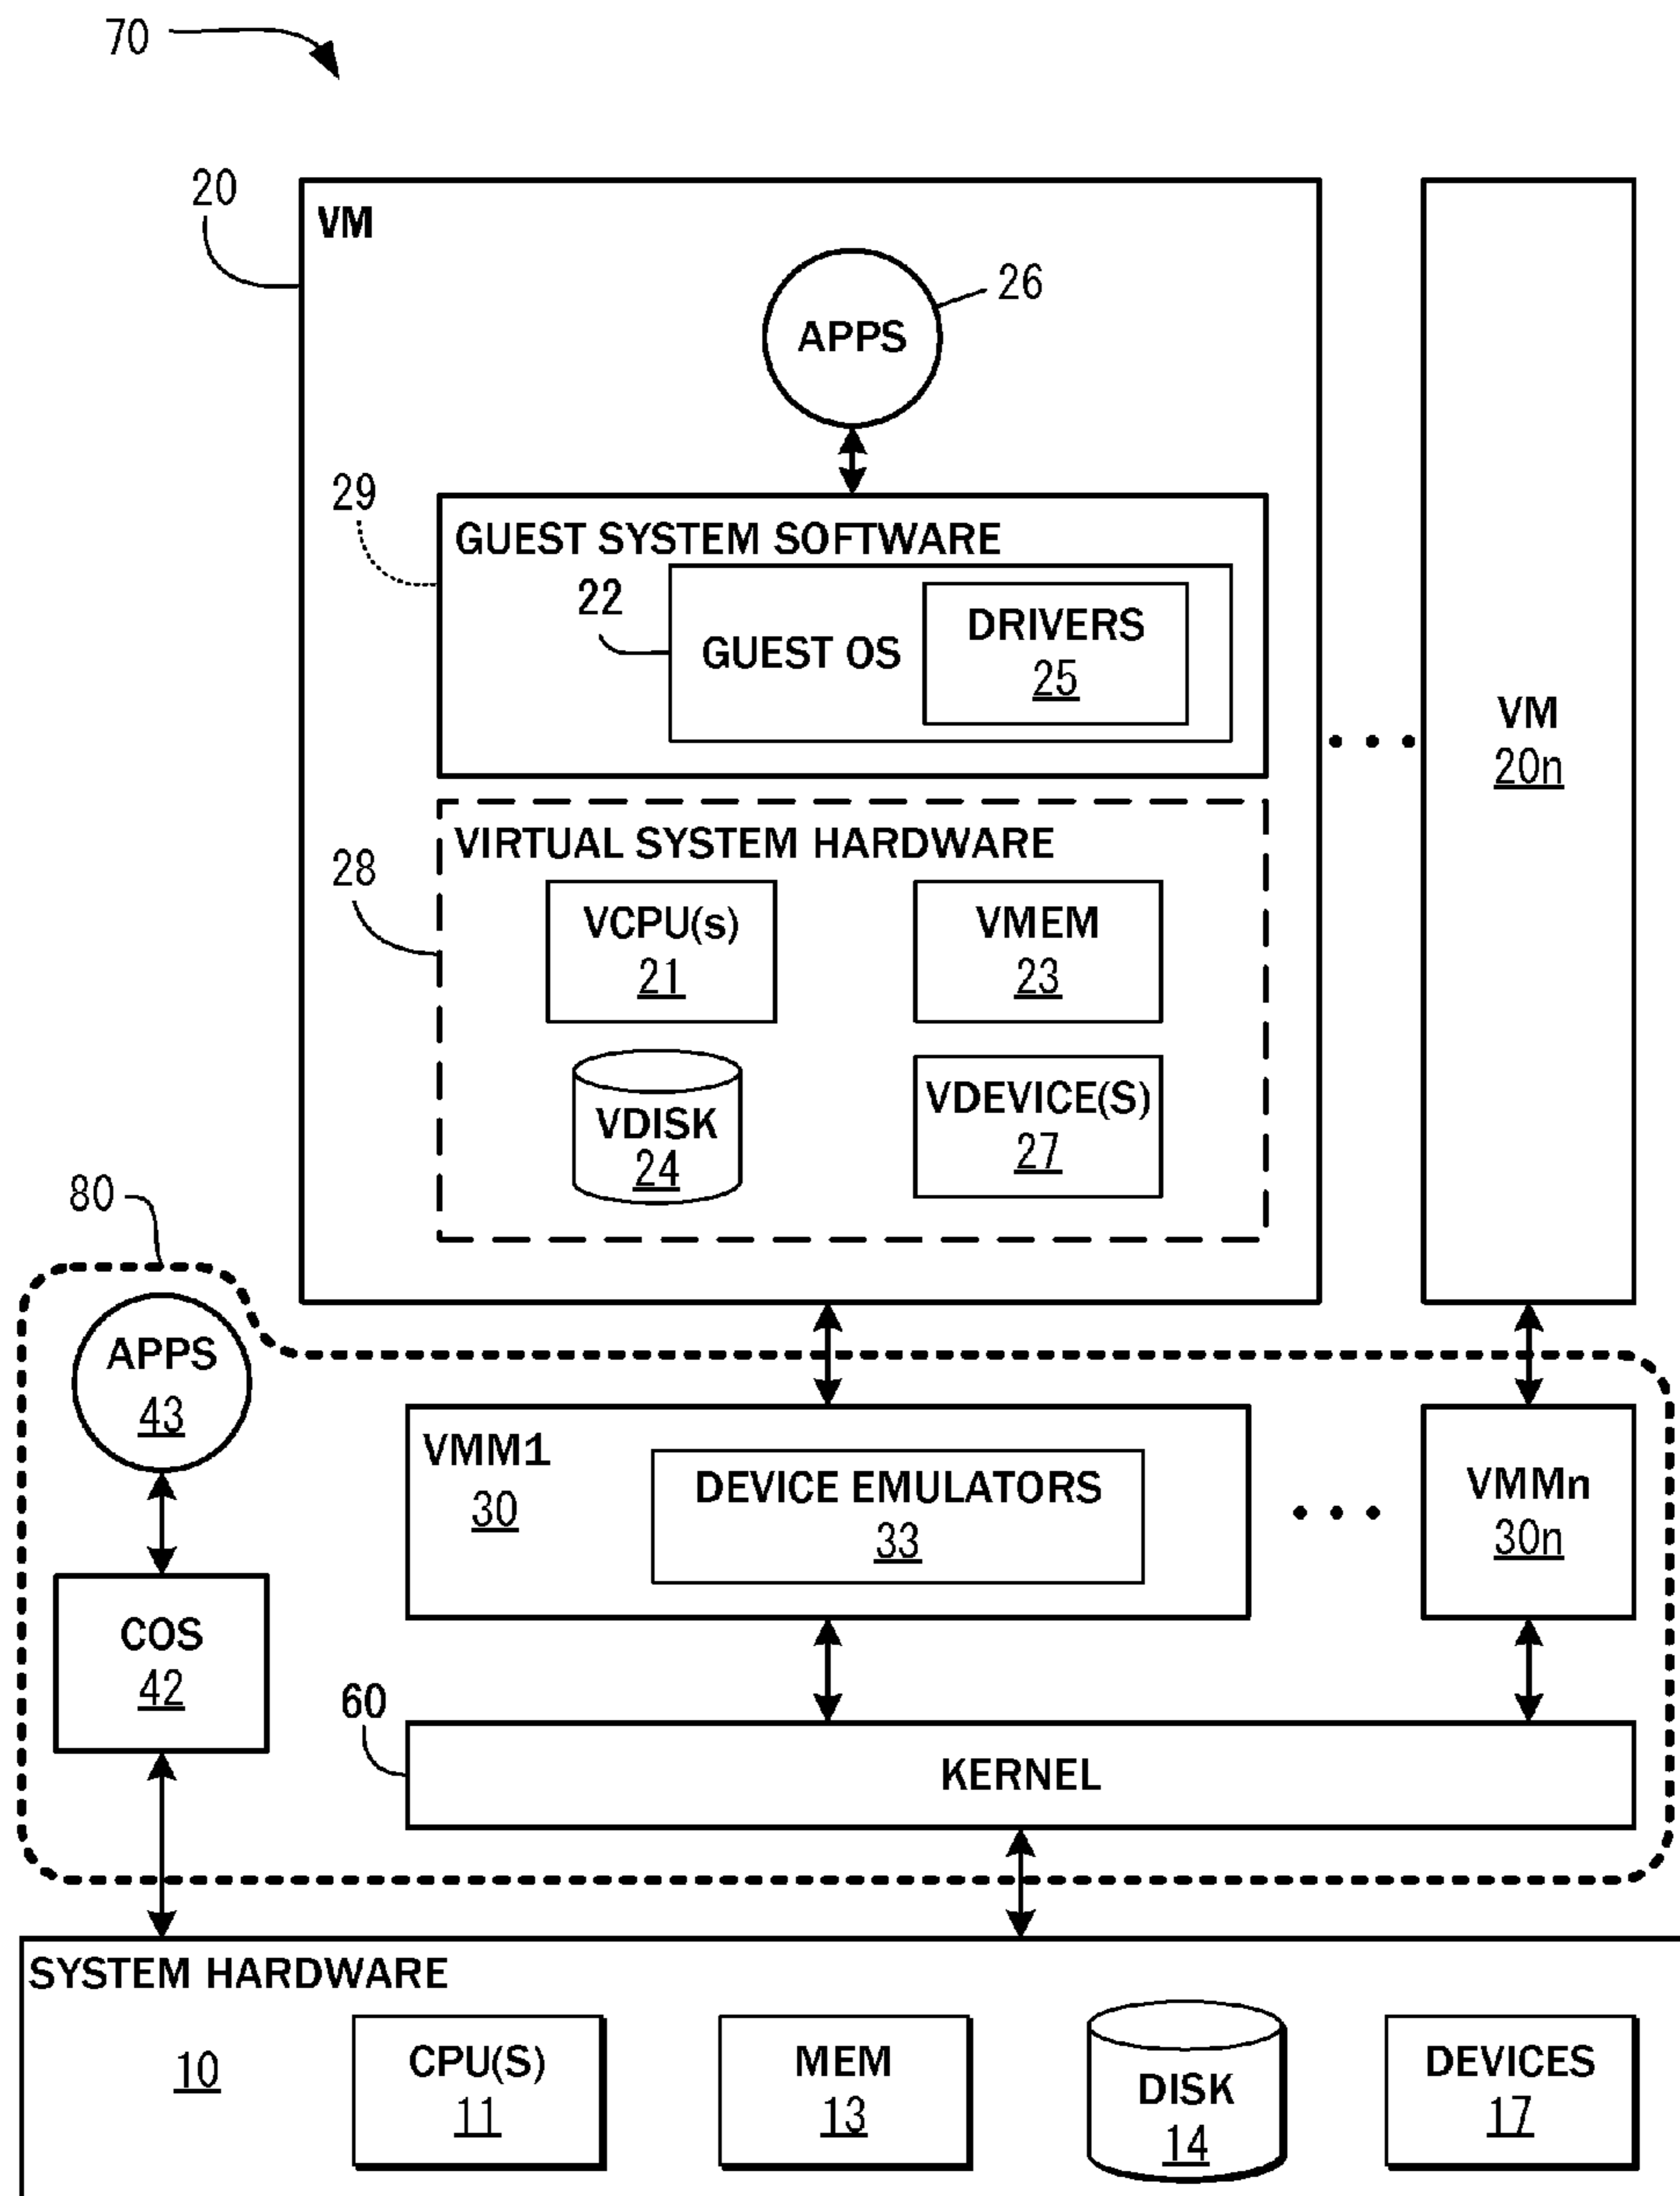 70
20
VM
26
APPS
29
GUEST SYSTEM SOFTWARE
22
GUEST OS
DRIVERS
25
VM
20n
28
VIRTUAL SYSTEM HARDWARE
VCPU(s)
21
VMEM
23
VDISK
24
VDEVICE(S)
27
80
APPS
43
VMM1
30
DEVICE EMULATORS
33
VMMn
30n
COS
42
60
KERNEL
SYSTEM HARDWARE
10
CPU(S)
11
MEM
13
DISK
14
DEVICES
17